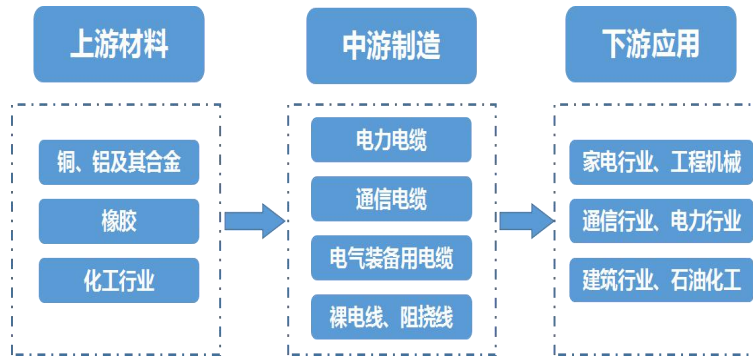 上游材料
中游制造
下游应用
铜、铝及其合金
橡胶
化工行业
电力电缆
通信电缆
电气装备用电缆
裸电线、阻挠线
家电行业、工程机械
通信行业、电力行业
建筑行业、石油化工